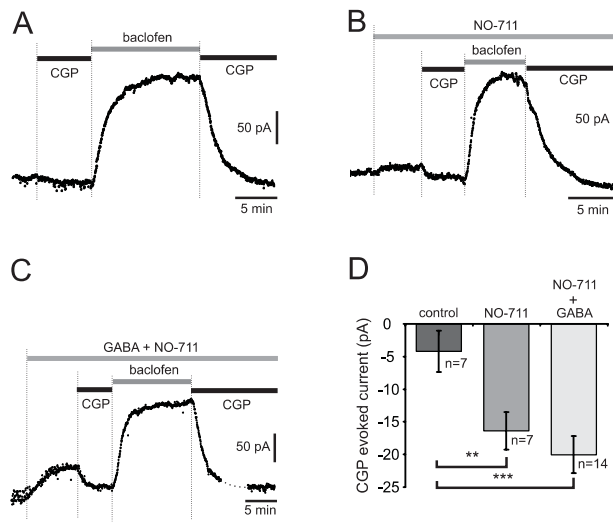 A
baclofen
CGP
CGP
50 pA
5 min
B
NO-711
baclofen
CGP
CGP
50 pA
5 min
C
GABA + NO-711
baclofen
CGP
CGP
50 pA
5 min
D
NO-711
+
GABA
control
NO-711
CGP evoked current (pA)
0
-5
-10
-15
-20
-25
n=7
n=7
n=14
**
***